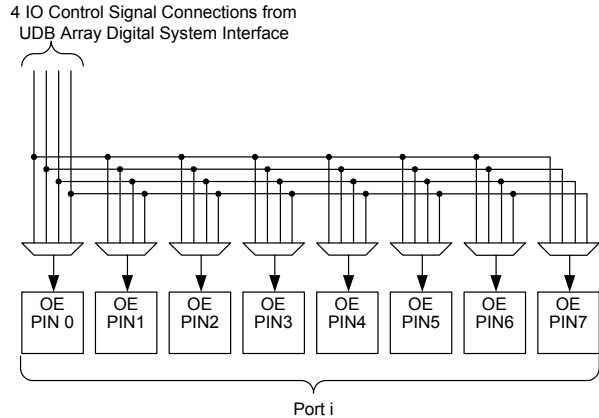 4 IO Control Signal Connections from
UDB Array Digital System Interface
OE
PIN 0
OE
PIN1
OE
PIN2
OE
PIN3
OE
PIN4
OE
PIN5
OE
PIN6
OE
PIN7
Port i